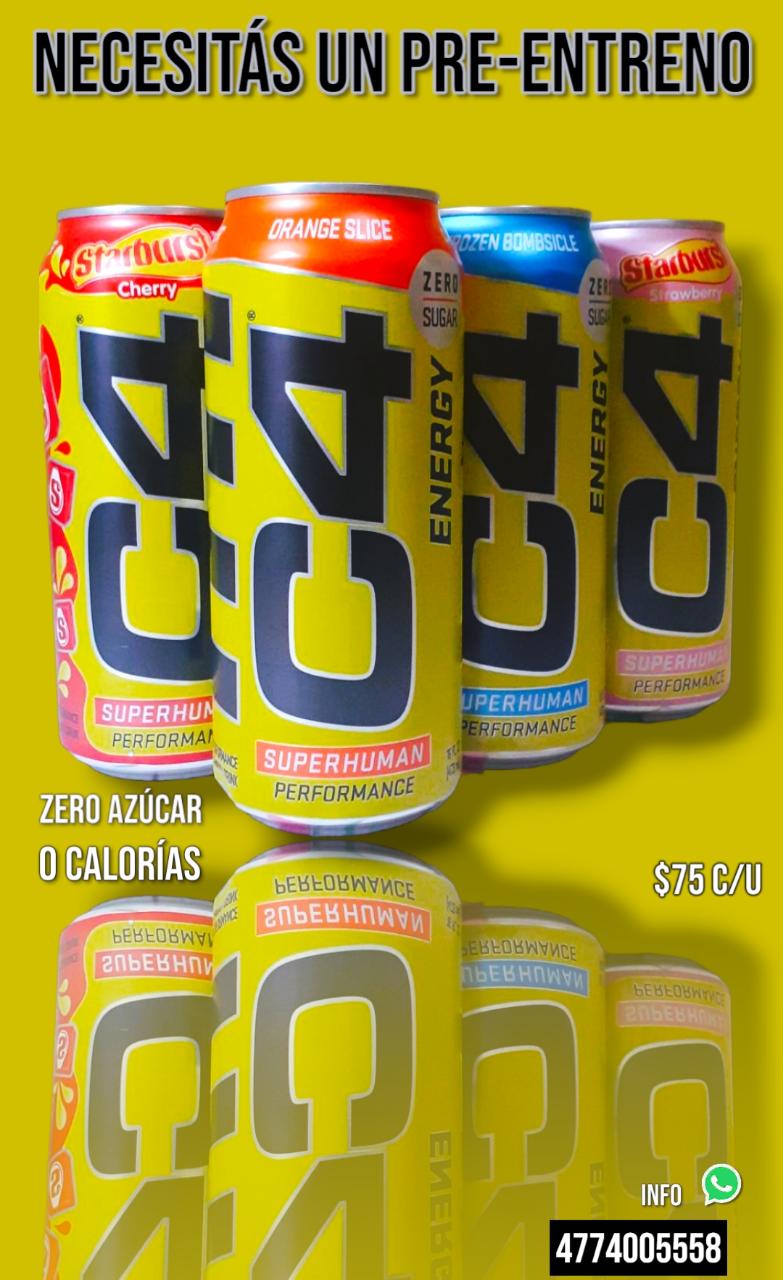 NECESITÁS UN PRE-ENTRENO
Starburst
Cherry
C4
SUPERHUMAN
PERFORMANCE
ORANGE SLICE
ZERO
SUGAR
C4
ENERGY
SUPERHUMAN
PERFORMANCE
FROZEN BOMBSICLE
ZERO
SUGAR
C4
ENERGY
SUPERHUMAN
PERFORMANCE
Starburst
Strawberry
C4
SUPERHUMAN
PERFORMANCE
ZERO AZÚCAR
0 CALORÍAS
$75 C/U
INFO
4774005558